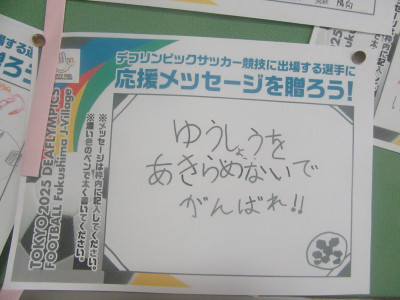 デフリンピックサッカー競技に出場する選手に
応援メッセージを贈ろう!
ゆうしょうを
あきらめないで
がんばれ!!
※メッセージは枠内に記入してください。
※濃い色のペンで太く書いてください。
TOKYO 2025 DEAFLYMPICS
FOOTBALL Fukushima J-Village